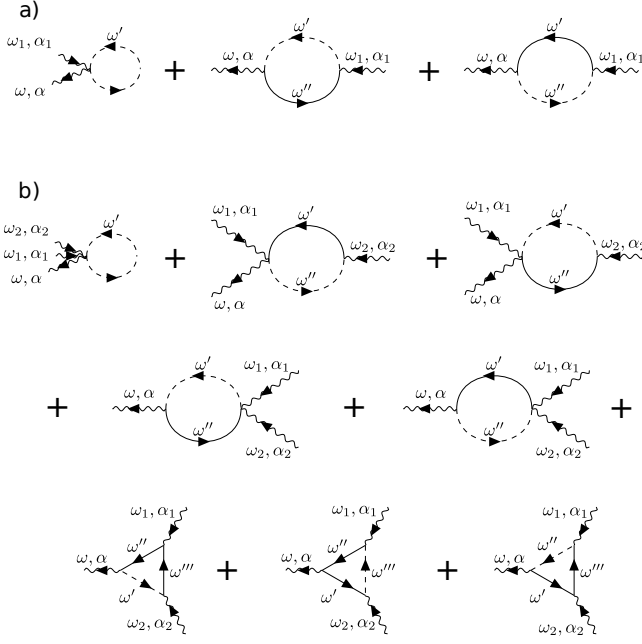 a)
ω₁, α₁ ω, α ω′ + ω, α ω′ ω″ ω₁, α₁ + ω, α ω′ ω″ ω₁, α₁
b)
ω₂, α₂ ω₁, α₁ ω, α ω′ + ω₁, α₁ ω, α ω′ ω″ ω₂, α₂ + ω₁, α₁ ω, α ω′ ω″ ω₂, α₂
+ ω, α ω′ ω″ ω₁, α₁ ω₂, α₂ + ω, α ω′ ω″ ω₁, α₁ ω₂, α₂ +
ω, α ω₁, α₁ ω″ ω‴ ω′ ω₂, α₂ + ω, α ω₁, α₁ ω″ ω‴ ω′ ω₂, α₂ + ω, α ω₁, α₁ ω″ ω‴ ω′ ω₂, α₂